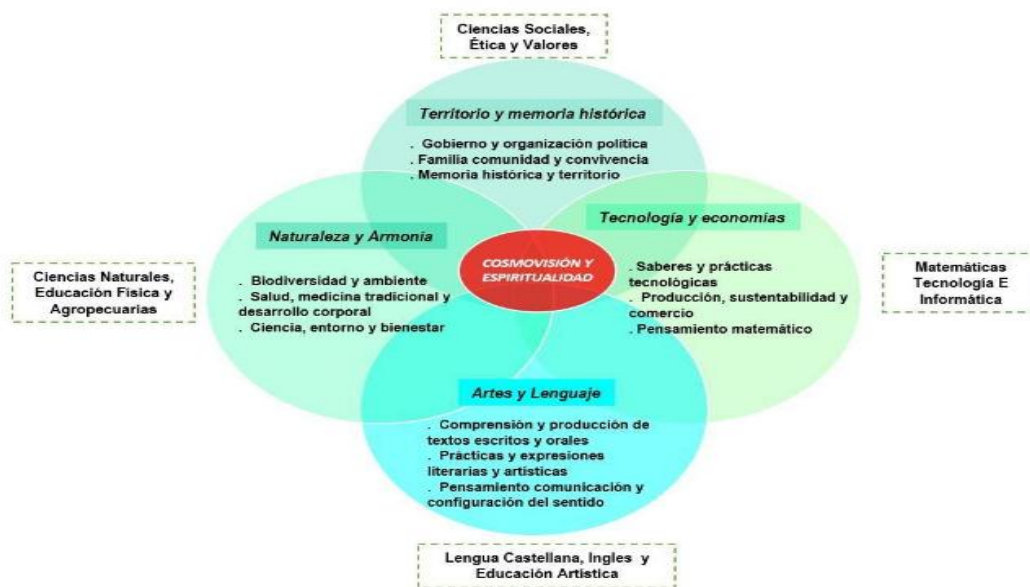 Ciencias Sociales,
Ética y Valores
Territorio y memoria histórica
. Gobierno y organización política
. Familia comunidad y convivencia
. Memoria histórica y territorio
Naturaleza y Armonía
. Biodiversidad y ambiente
. Salud, medicina tradicional y
desarrollo corporal
. Ciencia, entorno y bienestar
Ciencias Naturales,
Educación Física y
Agropecuarias
COSMOVISIÓN Y
ESPIRITUALIDAD
Tecnología y economías
. Saberes y prácticas
tecnológicas
. Producción, sustentabilidad y
comercio
. Pensamiento matemático
Matemáticas
Tecnología E
Informática
Artes y Lenguaje
. Comprensión y producción de
textos escritos y orales
. Prácticas y expresiones
literarias y artísticas
. Pensamiento comunicación y
configuración del sentido
Lengua Castellana, Ingles y
Educación Artística